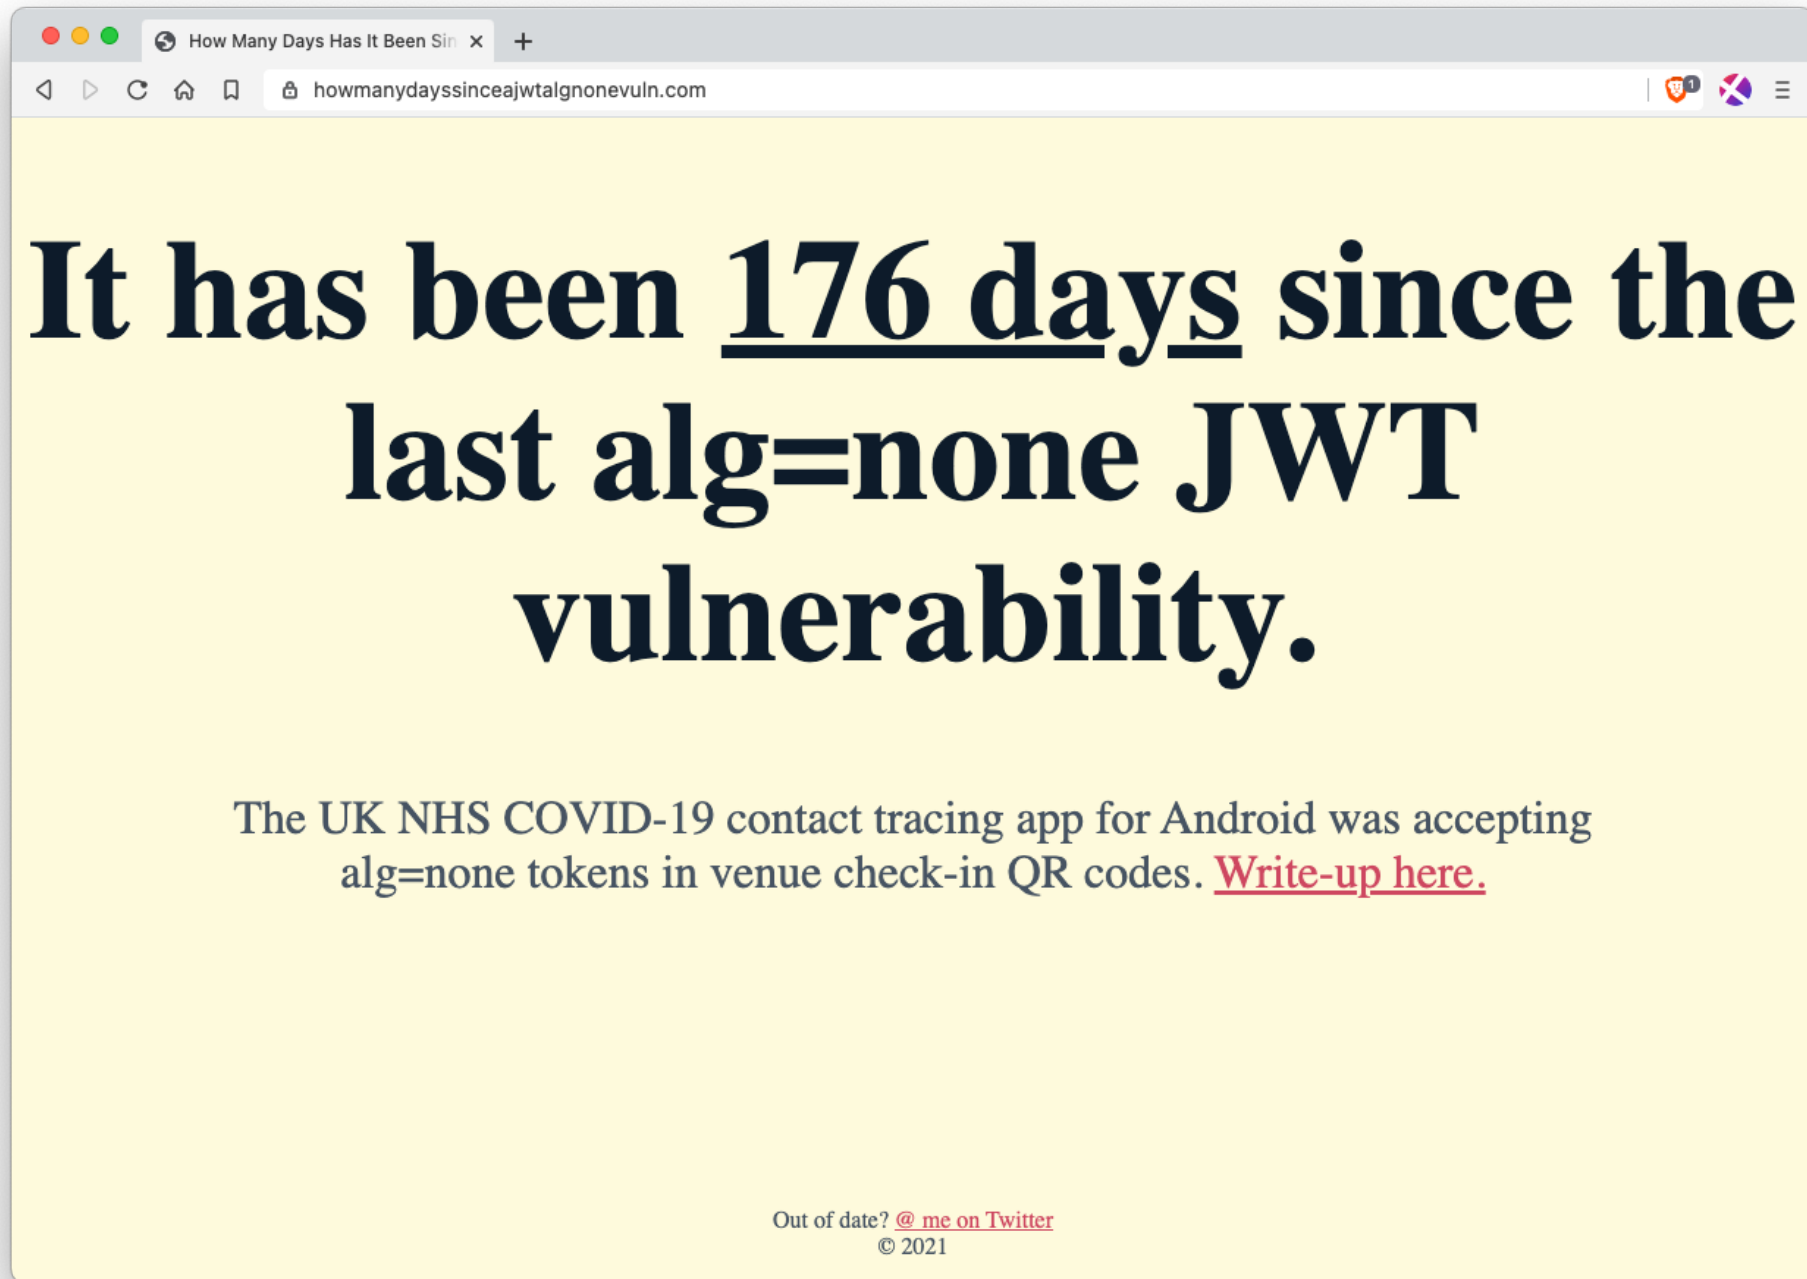 How Many Days Has It Been Sin
howmanydayssinceajwtalgnonevuln.com
1
It has been 176 days since the
last alg=none JWT
vulnerability.
The UK NHS COVID-19 contact tracing app for Android was accepting
alg=none tokens in venue check-in QR codes. Write-up here.
Out of date? @ me on Twitter
© 2021